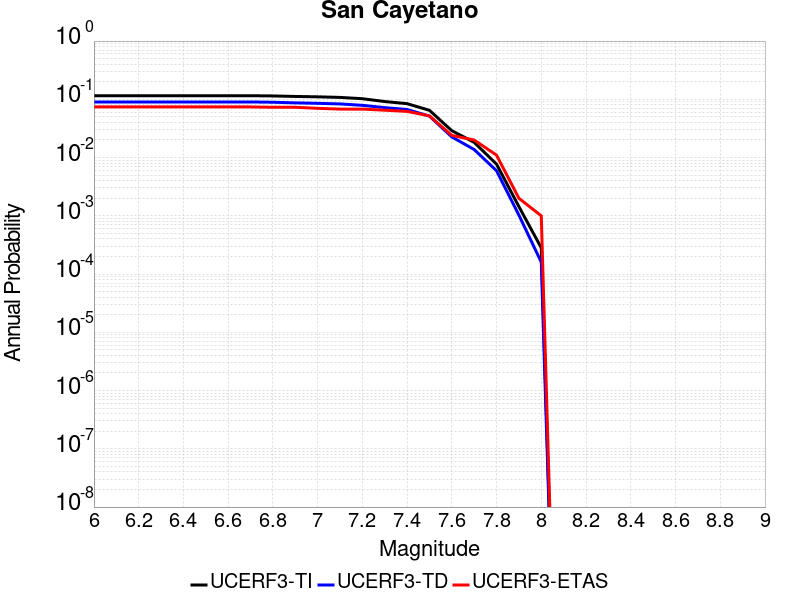 San Cayetano
10^0
10^-1
10^-2
10^-3
10^-4
10^-5
10^-6
10^-7
10^-8
Annual Probability
6 6.2 6.4 6.6 6.8 7 7.2 7.4 7.6 7.8 8 8.2 8.4 8.6 8.8 9
Magnitude
UCERF3-TI UCERF3-TD UCERF3-ETAS